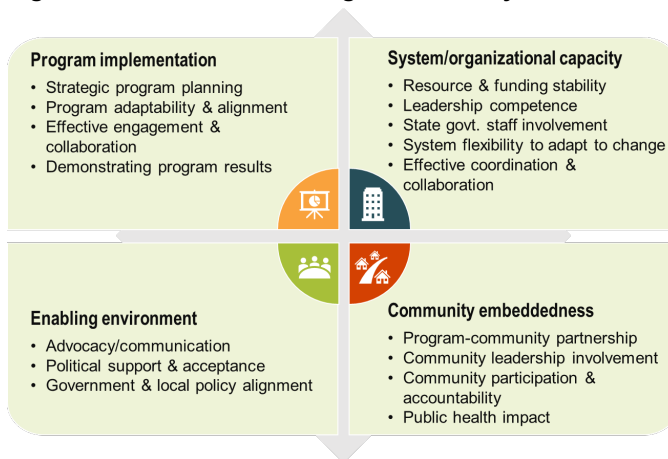 Program implementation
• Strategic program planning
• Program adaptability & alignment
• Effective engagement &
collaboration
• Demonstrating program results
System/organizational capacity
• Resource & funding stability
• Leadership competence
• State govt. staff involvement
• System flexibility to adapt to change
• Effective coordination &
collaboration
Enabling environment
• Advocacy/communication
• Political support & acceptance
• Government & local policy alignment
Community embeddedness
• Program-community partnership
• Community leadership involvement
• Community participation &
accountability
• Public health impact